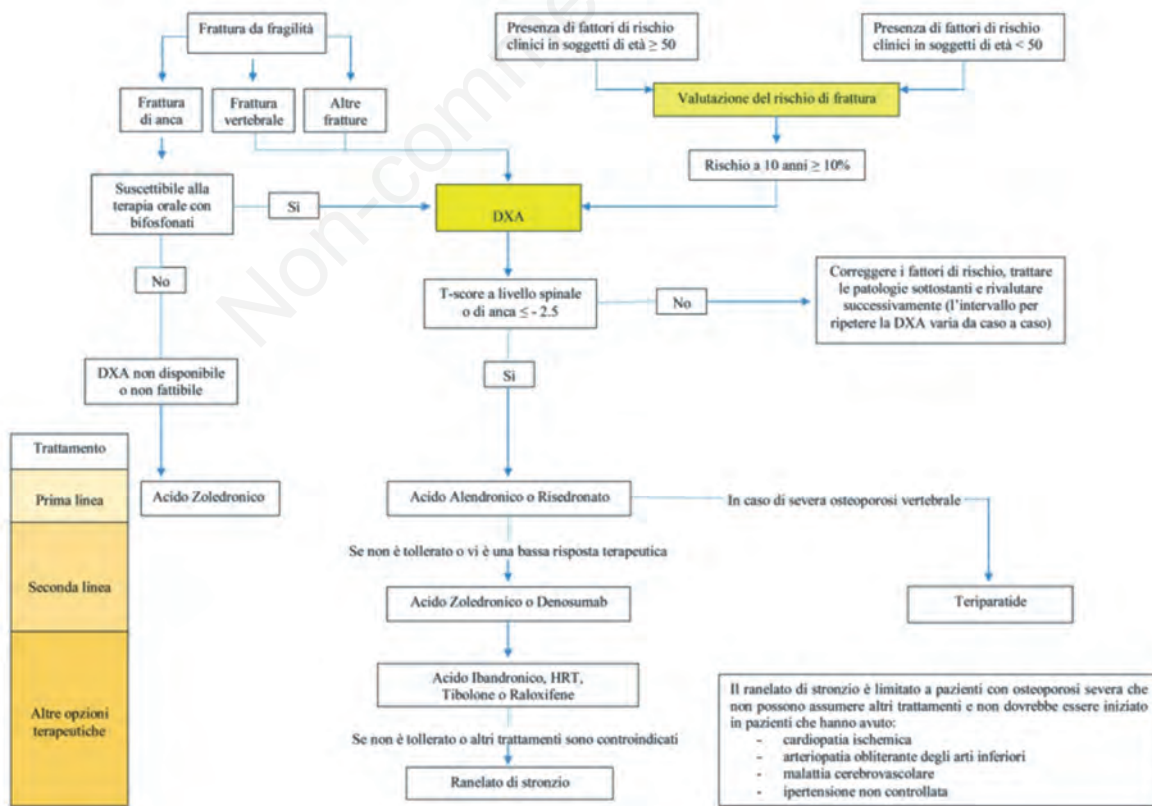 Frattura da fragilità
Presenza di fattori di rischio
clinici in soggetti di età ≥ 50
Presenza di fattori di rischio
clinici in soggetti di età < 50
Frattura
di anca
Frattura
vertebrale
Altre
fratture
Valutazione del rischio di frattura
Rischio a 10 anni ≥ 10%
Suscettibile alla
terapia orale con
bifosfonati
Si
DXA
No
T-score a livello spinale
o di anca ≤ - 2.5
No
Correggere i fattori di rischio, trattare
le patologie sottostanti e rivalutare
successivamente (l'intervallo per
ripetere la DXA varia da caso a caso)
Si
DXA non disponibile
o non fattibile
Trattamento
Prima linea
Acido Zoledronico
Acido Alendronico o Risedronato
In caso di severa osteoporosi vertebrale
Se non è tollerato o vi è una bassa risposta terapeutica
Seconda linea
Acido Zoledronico o Denosumab
Teriparatide
Acido Ibandronico, HRT,
Tibolone o Raloxifene
Altre opzioni
terapeutiche
Se non è tollerato o altri trattamenti sono controindicati
Ranelato di stronzio
Il ranelato di stronzio è limitato a pazienti con osteoporosi severa che
non possono assumere altri trattamenti e non dovrebbe essere iniziato
in pazienti che hanno avuto:
- cardiopatia ischemica
- arteriopatia obliterante degli arti inferiori
- malattia cerebrovascolare
- ipertensione non controllata
Non-comme